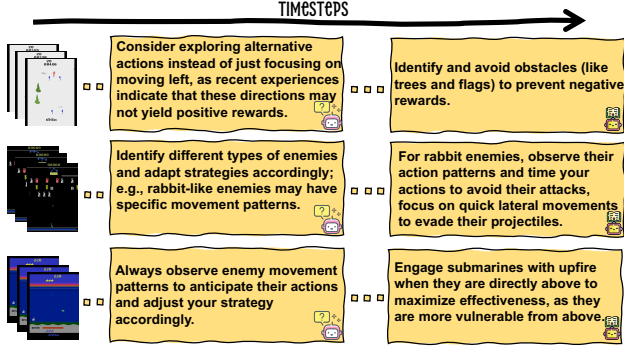 TIMESTEPS
Consider exploring alternative
actions instead of just focusing on
moving left, as recent experiences
indicate that these directions may
not yield positive rewards.
Identify and avoid obstacles (like
trees and flags) to prevent negative
rewards.
Identify different types of enemies
and adapt strategies accordingly;
e.g., rabbit-like enemies may have
specific movement patterns.
For rabbit enemies, observe their
action patterns and time your
actions to avoid their attacks,
focus on quick lateral movements
to evade their projectiles.
Always observe enemy movement
patterns to anticipate their actions
and adjust your strategy
accordingly.
Engage submarines with upfire
when they are directly above to
maximize effectiveness, as they
are more vulnerable from above.